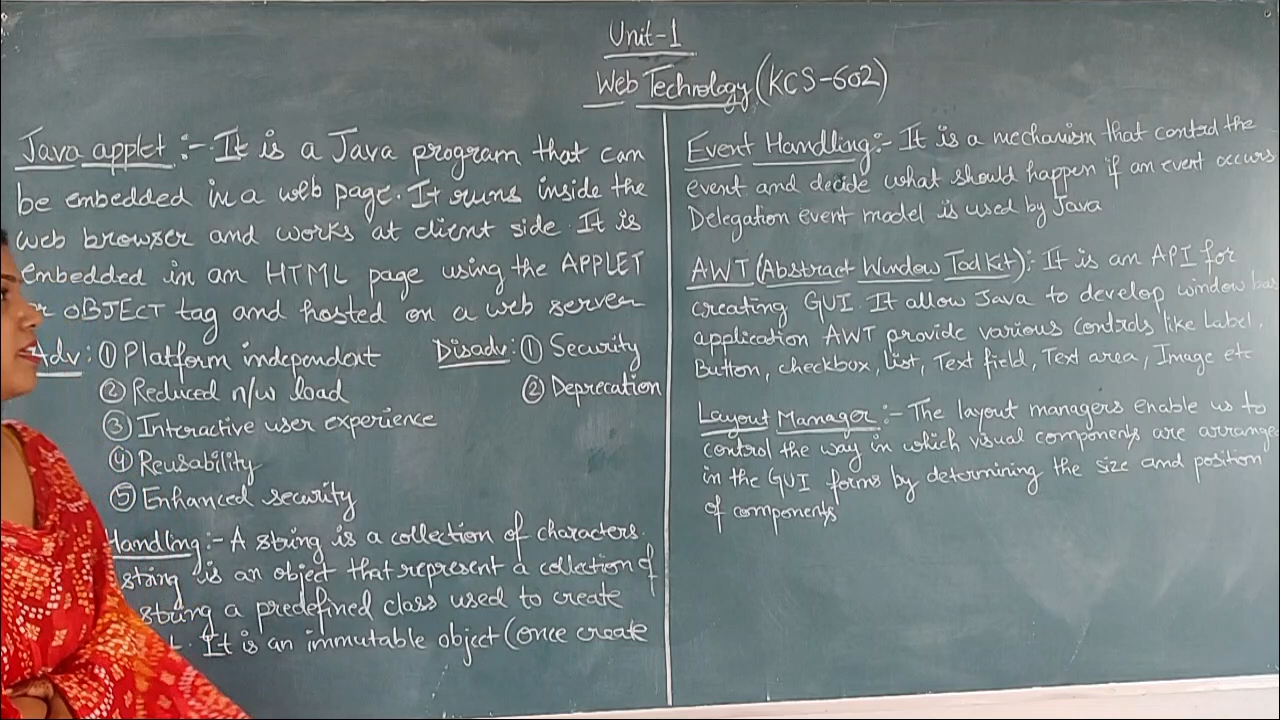 Unit-1
Web Technology (KCS-602)
Java applet :- It is a Java program that can
be embedded in a web page. It runs inside the
web browser and works at client side. It is
embedded in an HTML page using the APPLET
OBJECT tag and hosted on a web server
Adv : ① Platform independent
② Reduced n/w load
③ Interactive user experience
④ Reusability
⑤ Enhanced security
Disadv : ① Security
② Deprecation
Handling :- A string is a collection of characters.
string is an object that represent a collection of
string a predefined class used to create
It is an immutable object (once create
Event Handling :- It is a mechanism that control the
event and decide what should happen if an event occurs
Delegation event model is used by Java
AWT (Abstract Window ToolKit) : It is an API for
creating GUI. It allow Java to develop window
application AWT provide various controls like Label,
Button, checkbox, list, Text field, Text area, Image etc
Layout Manager :- The layout managers enable us to
control the way in which visual components are arrange
in the GUI forms by determining the size and position
of components